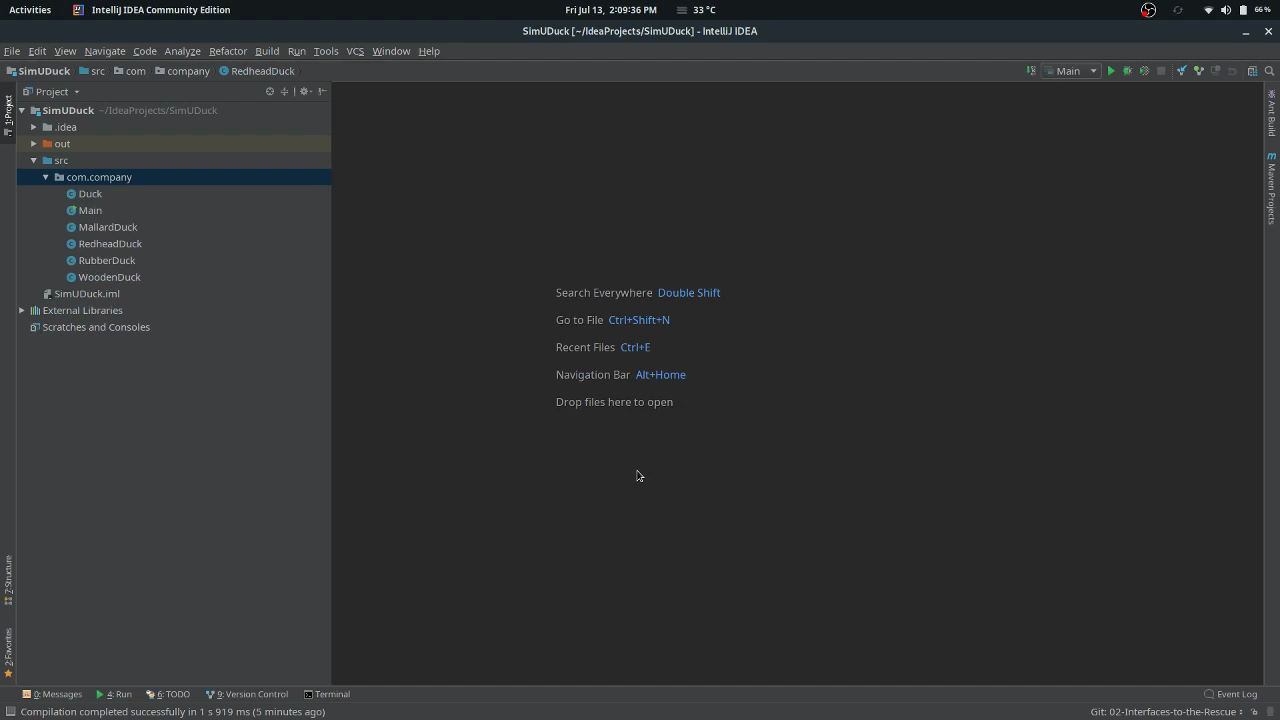 Activities IntelliJ IDEA Community Edition Fri Jul 13, 2:09:36 PM 33 °C 66 %
SimUDuck [~/IdeaProjects/SimUDuck] - IntelliJ IDEA
File Edit View Navigate Code Analyze Refactor Build Run Tools VCS Window Help
SimUDuck src com company RedheadDuck Main
Project
1: Project
SimUDuck ~/IdeaProjects/SimUDuck
.idea
out
src
com.company
Duck
Main
MallardDuck
RedheadDuck
RubberDuck
WoodenDuck
SimUDuck.iml
External Libraries
Scratches and Consoles
Search Everywhere Double Shift
Go to File Ctrl+Shift+N
Recent Files Ctrl+E
Navigation Bar Alt+Home
Drop files here to open
Ant Build
Maven Projects
7: Structure
2: Favorites
0: Messages 4: Run 6: TODO 9: Version Control Terminal Event Log
Compilation completed successfully in 1 s 919 ms (5 minutes ago) Git: 02-Interfaces-to-the-Rescue